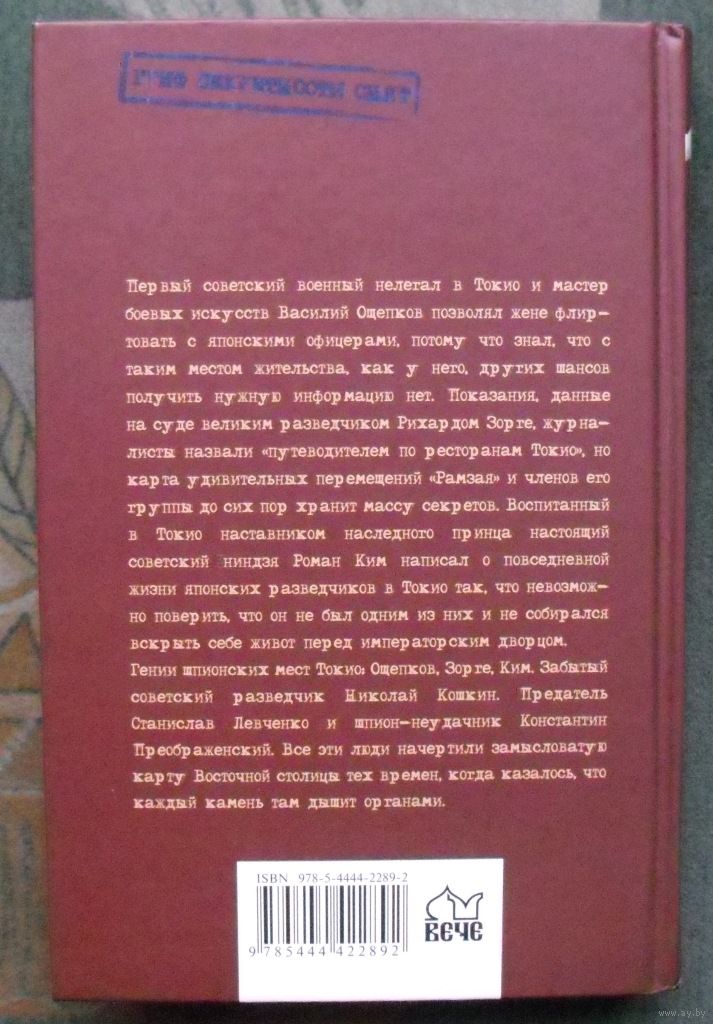 ГРИФ СЕКРЕТНОСТИ СНЯТ
Первый советский военный нелегал в Токио и мастер
боевых искусств Василий Ощепков позволял жене флир-
товать с японскими офицерами, потому что знал, что с
таким местом жительства, как у него, других шансов
получить нужную информацию нет. Показания, данные
на суде великим разведчиком Рихардом Зорге, журна-
листы назвали «путеводителем по ресторанам Токио», но
карта удивительных перемещений «Рамзая» и членов его
группы до сих пор хранит массу секретов. Воспитанный
в Токио наставником наследного принца настоящий
советский ниндзя Роман Ким написал о повседневной
жизни японских разведчиков в Токио так, что невозмож-
но поверить, что он не был одним из них и не собирался
вскрыть себе живот перед императорским дворцом.
Гении шпионских мест Токио: Ощепков, Зорге, Ким. Забытый
советский разведчик Николай Кошкин. Предатель
Станислав Левченко и шпион-неудачник Константин
Преображенский. Все эти люди начертили замысловатую
карту Восточной столицы тех времен, когда казалось, что
каждый камень там дышит органами.
ISBN 978-5-4444-2289-2
9 785444 422892
ВЕЧЕ
www.ay.by